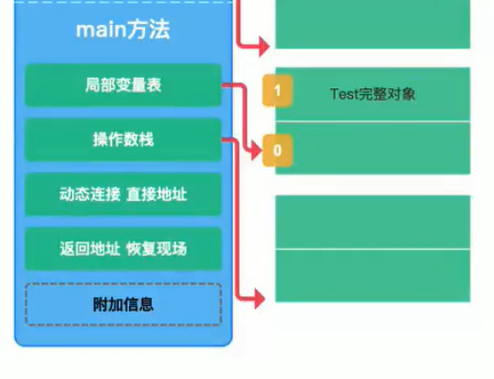 main方法
局部变量表
1
Test完整对象
操作数栈
0
动态连接 直接地址
返回地址 恢复现场
附加信息